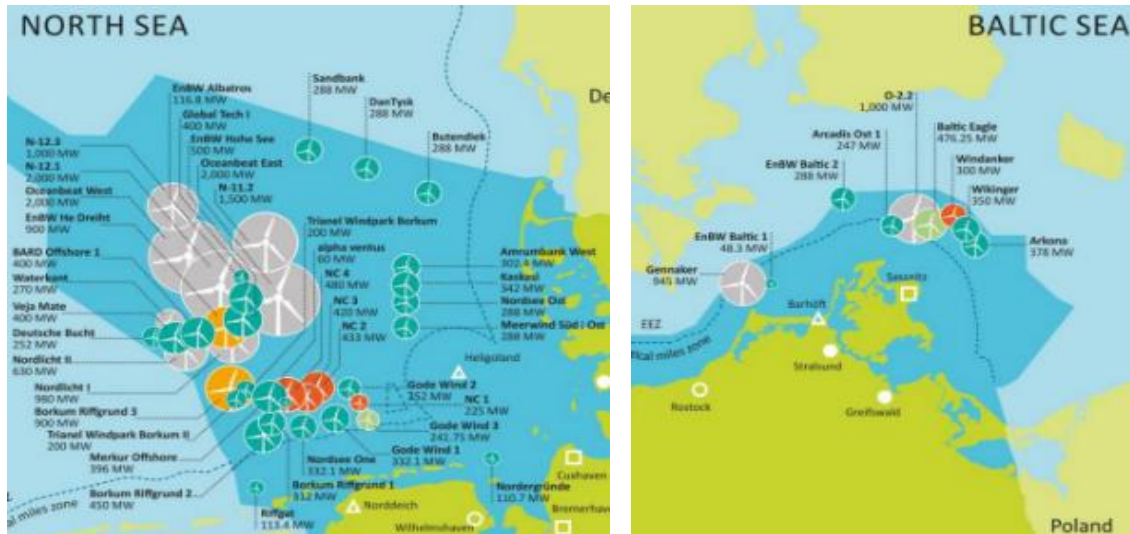 NORTH SEA
EnBW Albatros
116.8 MW
Global Tech I
400 MW
EnBW Hohe See
500 MW
Oceanbeat East
2,000 MW
N-11.2
1,500 MW
Sandbank
288 MW
DanTysk
288 MW
Butendiek
288 MW
De
N-12.3
1,000 MW
N-12.1
2,000 MW
Oceanbeat West
2,000 MW
EnBW He Dreiht
900 MW
BARD Offshore 1
400 MW
Waterkant
270 MW
Veja Mate
400 MW
Deutsche Bucht
252 MW
Nordlicht II
630 MW
Nordlicht I
980 MW
Borkum Riffgrund 3
900 MW
Trianel Windpark Borkum II
200 MW
Merkur Offshore
396 MW
Borkum Riffgrund 2
450 MW
Trianel Windpark Borkum
200 MW
alpha ventus
60 MW
NC 4
480 MW
NC 3
420 MW
NC 2
433 MW
Amrumbank West
302.4 MW
Kaskasi
342 MW
Nordsee Ost
288 MW
Meerwind Süd | Ost
288 MW
Helgoland
Gode Wind 2
252 MW
NC 1
225 MW
Gode Wind 3
241.75 MW
Gode Wind 1
332.1 MW
Nordsee One
332.1 MW
Borkum Riffgrund 1
312 MW
Riffgat
113.4 MW
Nordergründe
110.7 MW
cal miles zone
Norddeich
Wilhelmshaven
Cuxhaven
Bremerhave
BALTIC SEA
O-2.2
1,000 MW
Arcadis Ost 1
247 MW
Baltic Eagle
476.25 MW
Windanker
300 MW
EnBW Baltic 2
288 MW
Wikinger
350 MW
EnBW Baltic 1
48.3 MW
Arkona
378 MW
Gennaker
945 MW
Sassnitz
Barhöft
EEZ
tical miles zone
Stralsund
Rostock
Greifswald
Poland